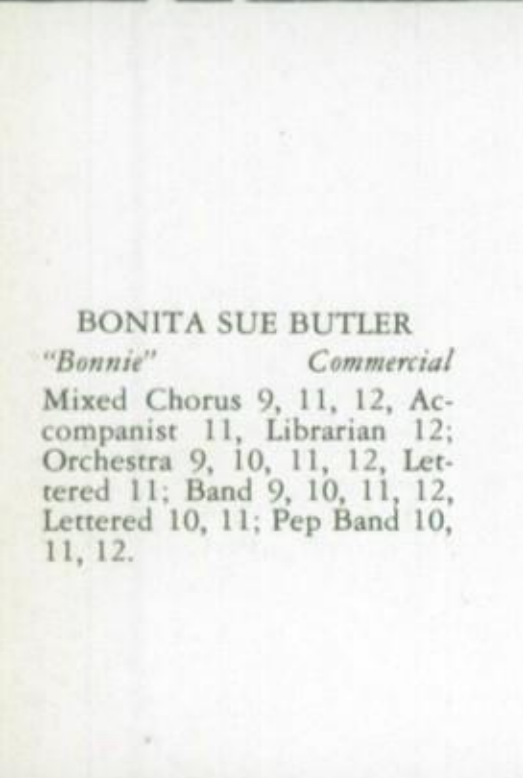 BONITA SUE BUTLER
"Bonnie" Commercial
Mixed Chorus 9, 11, 12, Ac-
companist 11, Librarian 12;
Orchestra 9, 10, 11, 12, Let-
tered 11; Band 9, 10, 11, 12,
Lettered 10, 11; Pep Band 10,
11, 12.